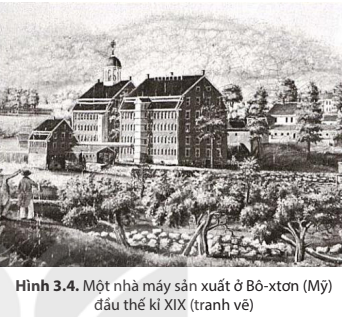 Hình 3.4. Một nhà máy sản xuất ở Bô-xtơn (Mỹ)
đầu thế kỉ XIX (tranh vẽ)